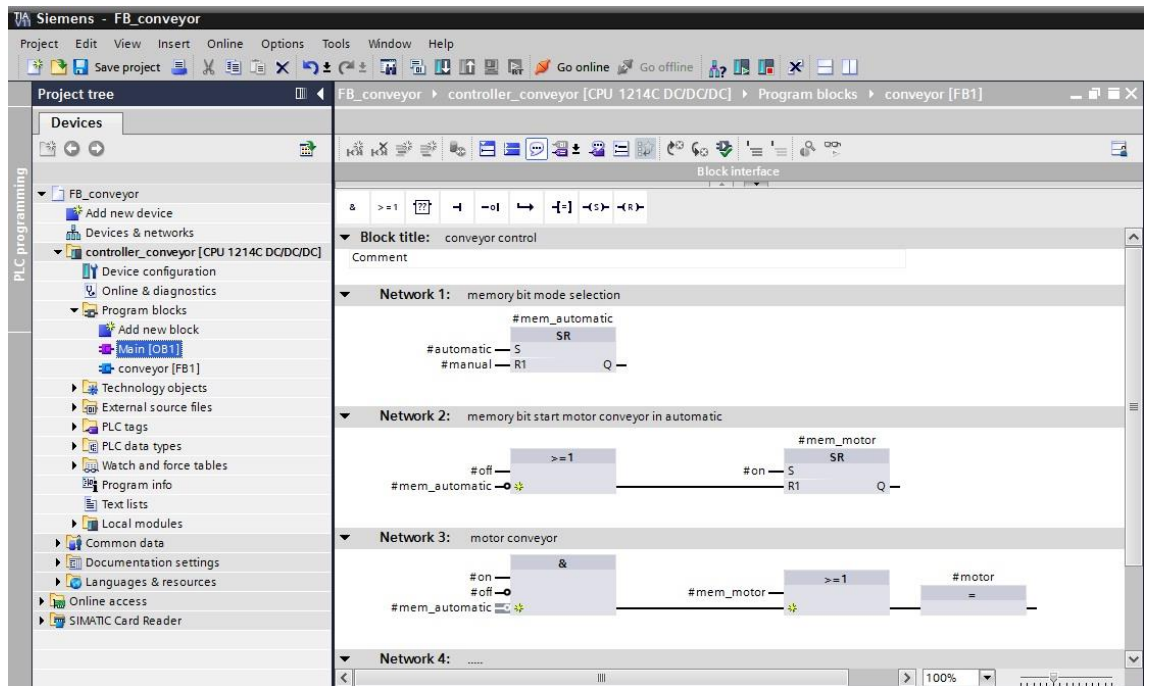 Siemens - FB_conveyor
Project Edit View Insert Online Options Tools Window Help
Save project Go online Go offline
Project tree
FB_conveyor controller_conveyor [CPU 1214C DC/DC/DC] Program blocks conveyor [FB1]
Devices
PLC programming
FB_conveyor
Add new device
Devices & networks
controller_conveyor [CPU 1214C DC/DC/DC]
Device configuration
Online & diagnostics
Program blocks
Add new block
Main [OB1]
conveyor [FB1]
Technology objects
External source files
PLC tags
PLC data types
Watch and force tables
Program info
Text lists
Local modules
Common data
Documentation settings
Languages & resources
Online access
SIMATIC Card Reader
Block interface
& >=1 ?? -| -o| -[=] -(S)- -(R)-
Block title: conveyor control
Comment
Network 1: memory bit mode selection
#mem_automatic
SR
#automatic S
#manual R1 Q
Network 2: memory bit start motor conveyor in automatic
#mem_motor
>=1 SR
#off #on S
#mem_automatic R1 Q
Network 3: motor conveyor
&
#on >=1 #motor
#off #mem_motor =
#mem_automatic
Network 4: .....
100%